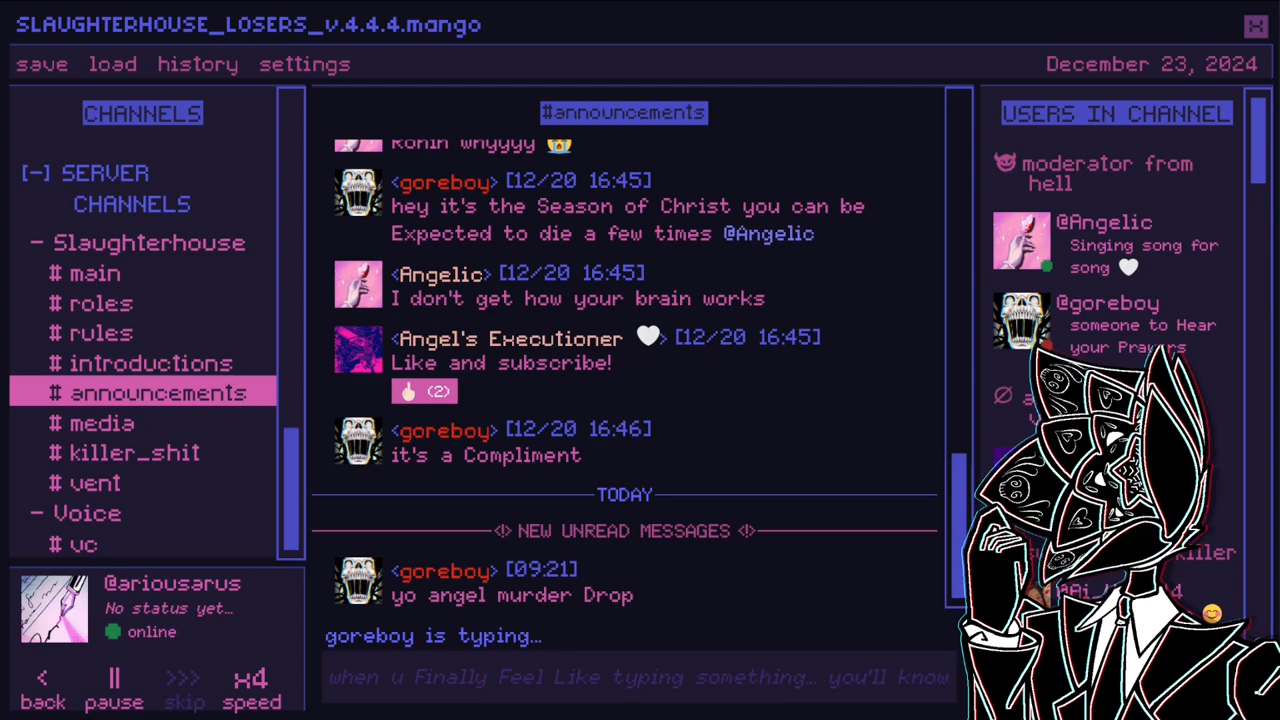 SLAUGHTERHOUSE_LOSERS_v.4.4.4.mango
x
save load history settings
December 23, 2024
CHANNELS
[-] SERVER
CHANNELS
- Slaughterhouse
# main
# roles
# rules
# introductions
# announcements
# media
# killer_shit
# vent
- Voice
# vc
@ariousarus
No status yet...
online
< || >>> x4
back pause skip speed
#announcements
Ronin whyyyy 😭
<goreboy> [12/20 16:45]
hey it's the Season of Christ you can be
Expected to die a few times @Angelic
<Angelic> [12/20 16:45]
I don't get how your brain works
<Angel's Executioner 🤍> [12/20 16:45]
Like and subscribe!
🖕 (2)
<goreboy> [12/20 16:46]
it's a Compliment
TODAY
NEW UNREAD MESSAGES
<goreboy> [09:21]
yo angel murder Drop
goreboy is typing...
when u Finally Feel Like typing something... you'll know
USERS IN CHANNEL
😈 moderator from
hell
@Angelic
Singing song for
song 🤍
@goreboy
someone to Hear
your Prayers
killer